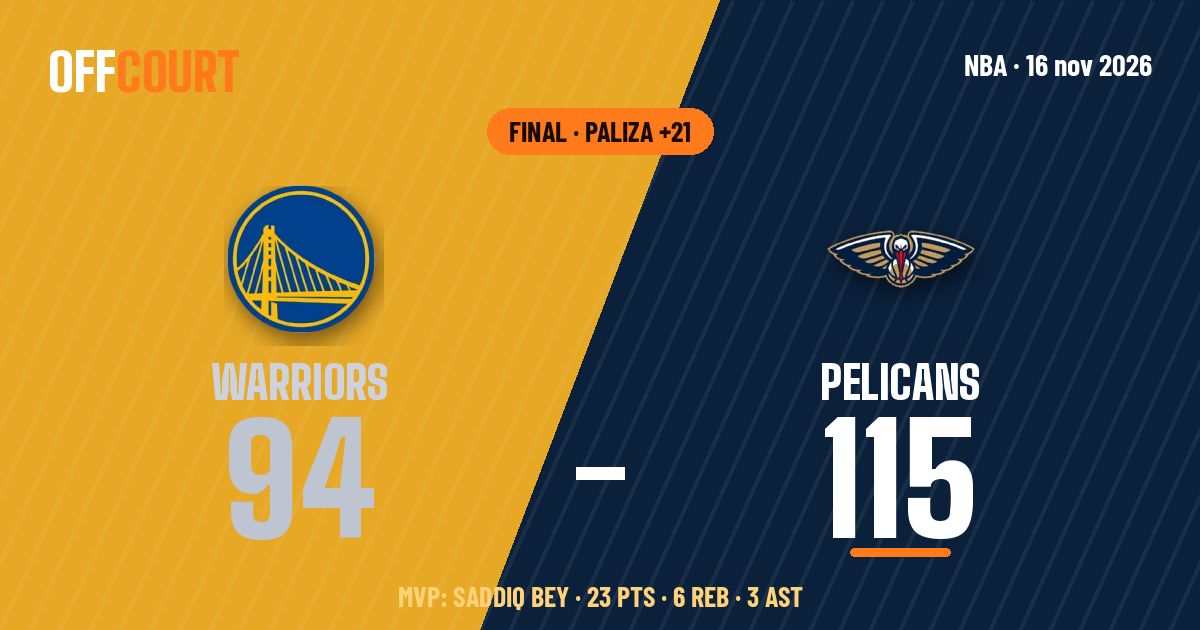 OFFCOURT
NBA · 16 nov 2026
FINAL · PALIZA +21
WARRIORS
PELICANS
94
–
115
MVP: SADDIQ BEY · 23 PTS · 6 REB · 3 AST